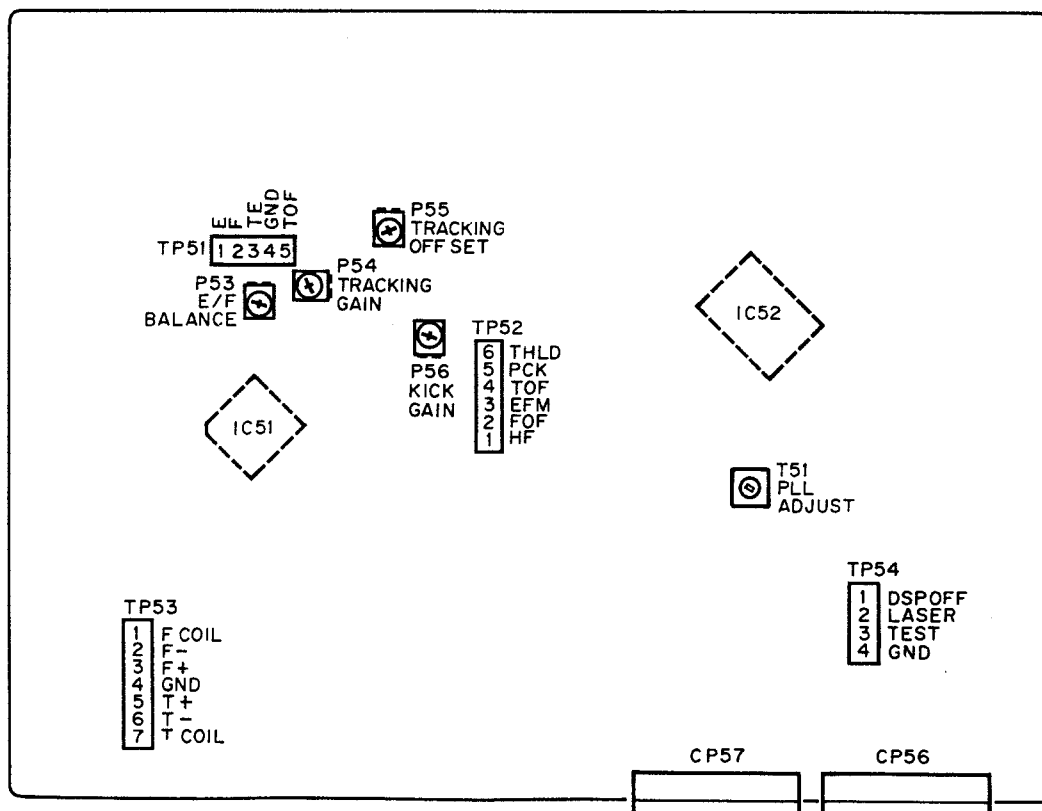 E
F
TE
GND
TOF
TP51
1 2 3 4 5
P55
TRACKING
OFF SET
P53
E/F
BALANCE
P54
TRACKING
GAIN
P56
KICK
GAIN
TP52
6 THLD
5 PCK
4 TOF
3 EFM
2 FOF
1 HF
IC52
IC51
T51
PLL
ADJUST
TP53
1 F COIL
2 F-
3 F+
4 GND
5 T+
6 T-
7 T COIL
TP54
1 DSPOFF
2 LASER
3 TEST
4 GND
CP57
CP56